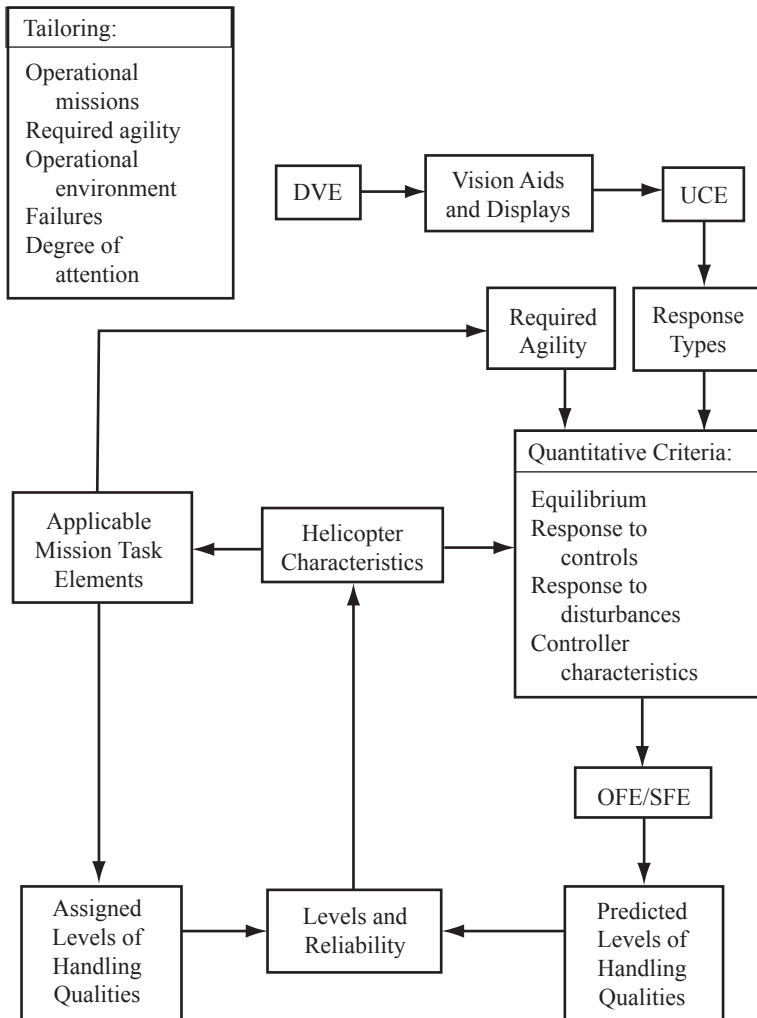 Tailoring:
Operational
missions
Required agility
Operational
environment
Failures
Degree of
attention
DVE
Vision Aids
and Displays
UCE
Required
Agility
Response
Types
Quantitative Criteria:
Equilibrium
Response to
controls
Response to
disturbances
Controller
characteristics
Applicable
Mission Task
Elements
Helicopter
Characteristics
OFE/SFE
Assigned
Levels of
Handling
Qualities
Levels and
Reliability
Predicted
Levels of
Handling
Qualities